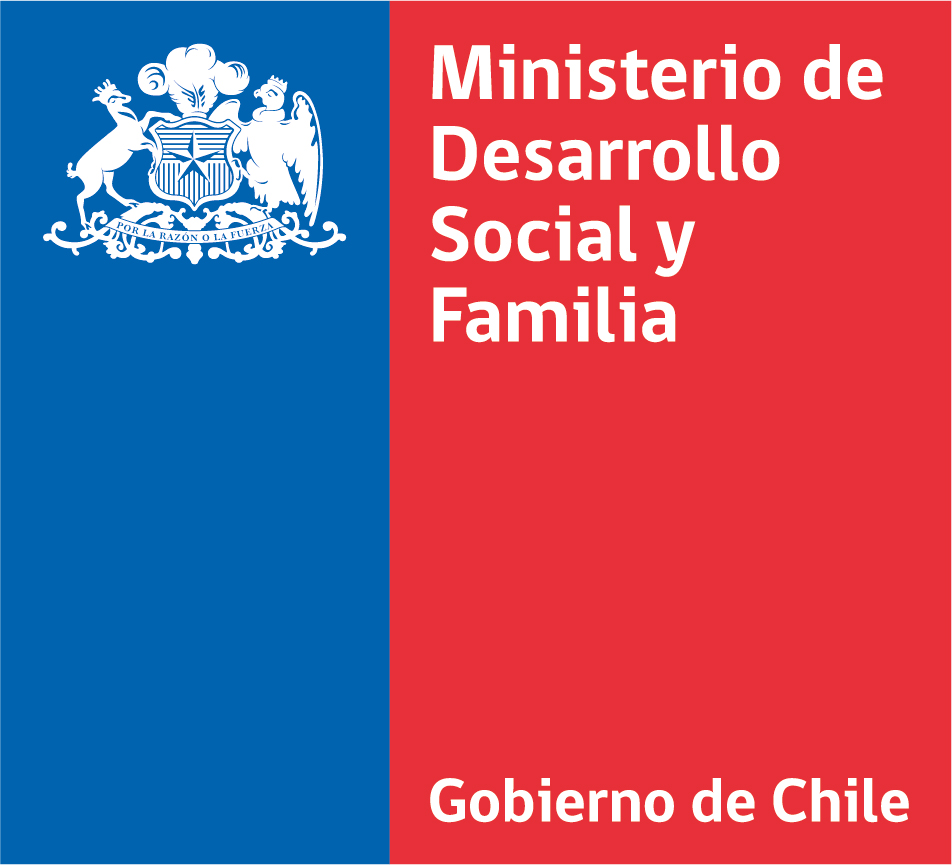 POR LA RAZÓN O LA FUERZA
Ministerio de
Desarrollo
Social y
Familia
Gobierno de Chile